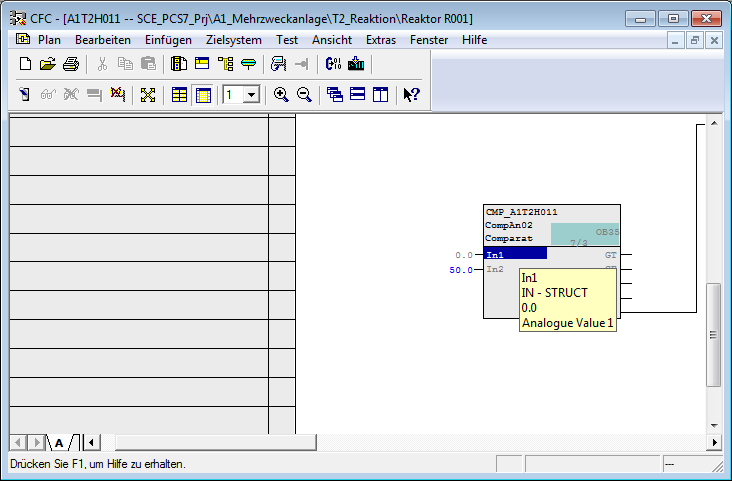 CFC - [A1T2H011 -- SCE_PCS7_Prj\A1_Mehrzweckanlage\T2_Reaktion\Reaktor R001]
Plan Bearbeiten Einfügen Zielsystem Test Ansicht Extras Fenster Hilfe
1
CMP_A1T2H011
CompAn02
Comparat
OB35
7/3
0.0 In1 GT
50.0 In2
In1
IN - STRUCT
0.0
Analogue Value 1
A
Drücken Sie F1, um Hilfe zu erhalten.
---